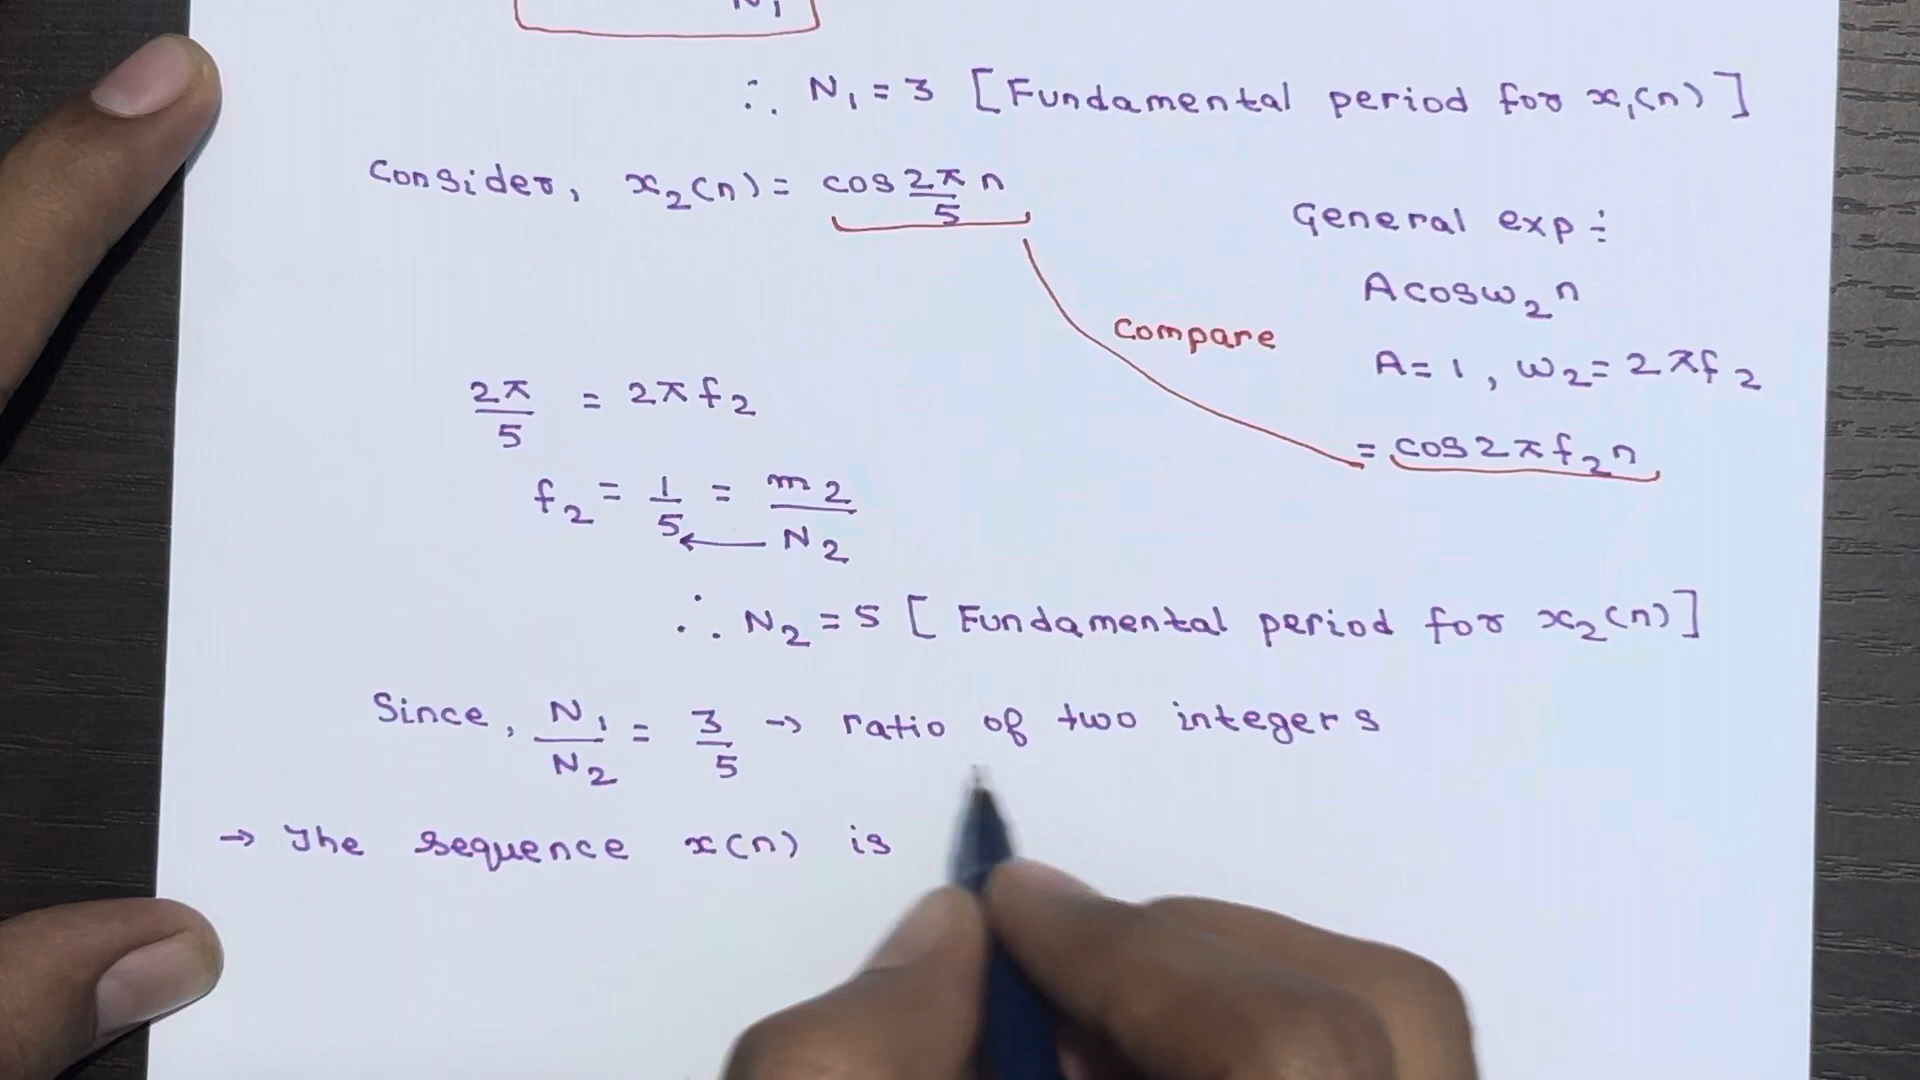 N₁
∴ N₁ = 3 [Fundamental period for x₁(n)]
Consider, x₂(n) = cos 2π/5 n
General exp :
A cos ω₂ n
Compare
A = 1, ω₂ = 2πf₂
= cos 2πf₂n
2π/5 = 2πf₂
f₂ = 1/5 = m₂/N₂
∴ N₂ = 5 [Fundamental period for x₂(n)]
Since, N₁/N₂ = 3/5 → ratio of two integers
→ The sequence x(n) is